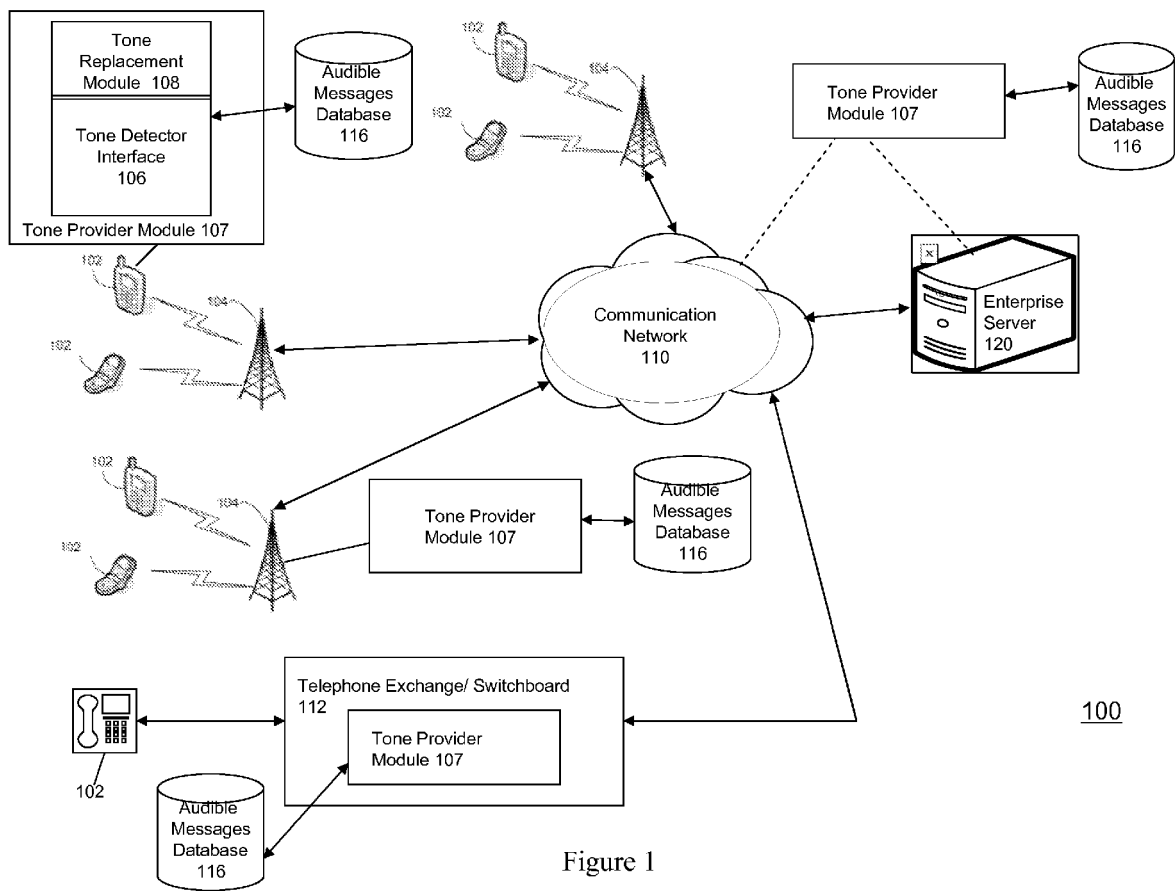 Tone
Replacement
Module 108
Tone Detector
Interface
106
Tone Provider Module 107
Audible
Messages
Database
116
102
104
102
Tone Provider
Module 107
Audible
Messages
Database
116
102
104
102
Communication
Network
110
x
Enterprise
Server
120
102
104
102
Tone Provider
Module 107
Audible
Messages
Database
116
Telephone Exchange/ Switchboard
112
Tone Provider
Module 107
102
Audible
Messages
Database
116
100
Figure 1